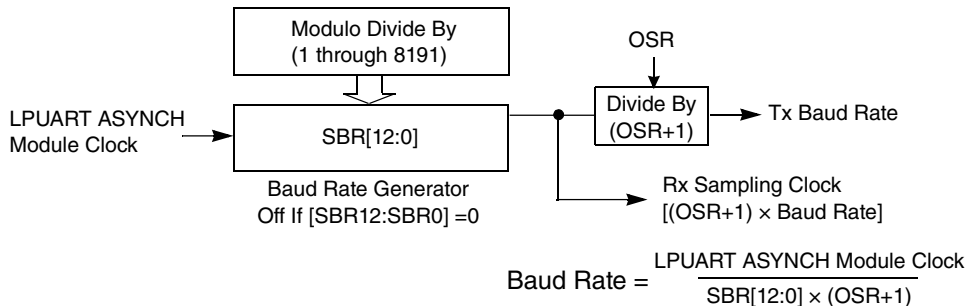 Modulo Divide By
(1 through 8191)
OSR
LPUART ASYNCH
Module Clock
SBR[12:0]
Divide By
(OSR+1)
Tx Baud Rate
Baud Rate Generator
Off If [SBR12:SBR0] =0
Rx Sampling Clock
[(OSR+1) × Baud Rate]
Baud Rate = LPUART ASYNCH Module Clock
SBR[12:0] × (OSR+1)